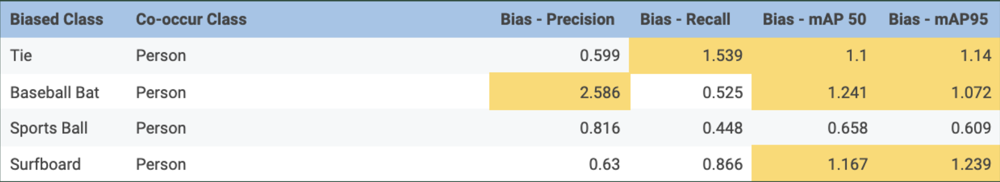 Biased Class Co-occur Class Bias - Precision Bias - Recall Bias - mAP 50 Bias - mAP95
Tie Person 0.599 1.539 1.1 1.14
Baseball Bat Person 2.586 0.525 1.241 1.072
Sports Ball Person 0.816 0.448 0.658 0.609
Surfboard Person 0.63 0.866 1.167 1.239